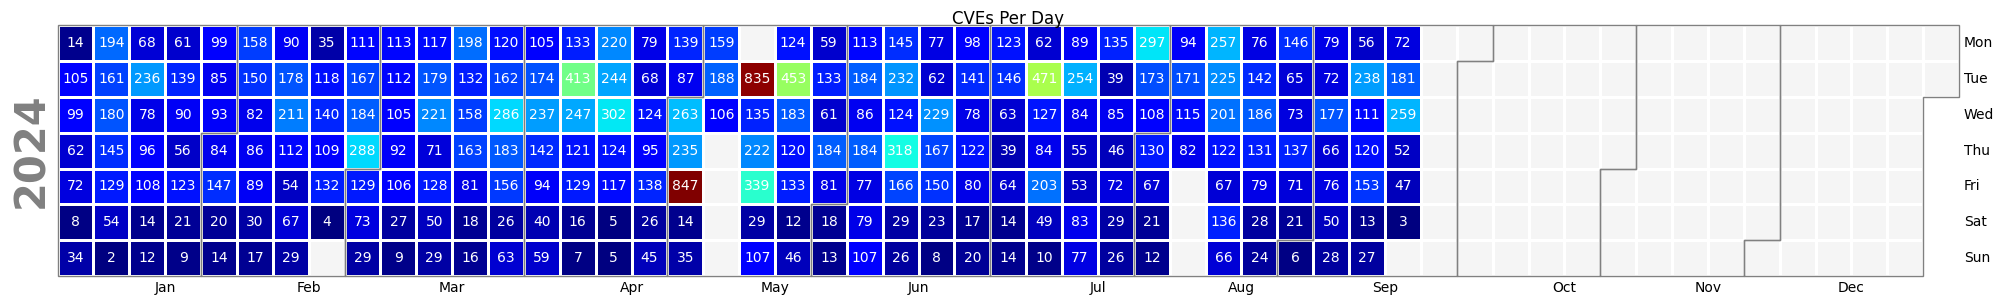 CVEs Per Day
2024
14 194 68 61 99 158 90 35 111 113 117 198 120 105 133 220 79 139 159 124 59 113 145 77 98 123 62 89 135 297 94 257 76 146 79 56 72 Mon
105 161 236 139 85 150 178 118 167 112 179 132 162 174 413 244 68 87 188 835 453 133 184 232 62 141 146 471 254 39 173 171 225 142 65 72 238 181 Tue
99 180 78 90 93 82 211 140 184 105 221 158 286 237 247 302 124 263 106 135 183 61 86 124 229 78 63 127 84 85 108 115 201 186 73 177 111 259 Wed
62 145 96 56 84 86 112 109 288 92 71 163 183 142 121 124 95 235 222 120 184 184 318 167 122 39 84 55 46 130 82 122 131 137 66 120 52 Thu
72 129 108 123 147 89 54 132 129 106 128 81 156 94 129 117 138 847 339 133 81 77 166 150 80 64 203 53 72 67 67 79 71 76 153 47 Fri
8 54 14 21 20 30 67 4 73 27 50 18 26 40 16 5 26 14 29 12 18 79 29 23 17 14 49 83 29 21 136 28 21 50 13 3 Sat
34 2 12 9 14 17 29 29 9 29 16 63 59 7 5 45 35 107 46 13 107 26 8 20 14 10 77 26 12 66 24 6 28 27 Sun
Jan Feb Mar Apr May Jun Jul Aug Sep Oct Nov Dec